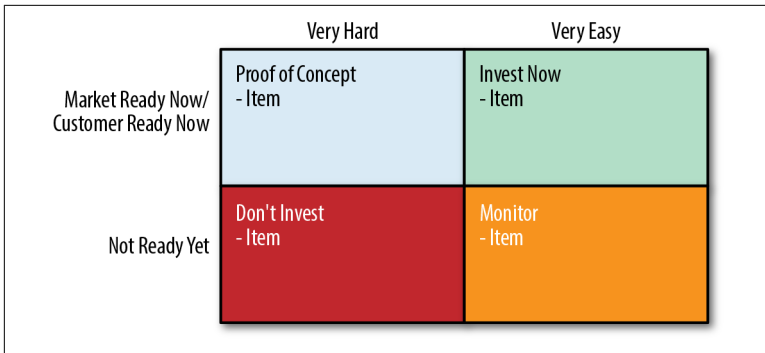 Very Hard
Very Easy
Market Ready Now/
Customer Ready Now
Proof of Concept
- Item
Invest Now
- Item
Not Ready Yet
Don't Invest
- Item
Monitor
- Item